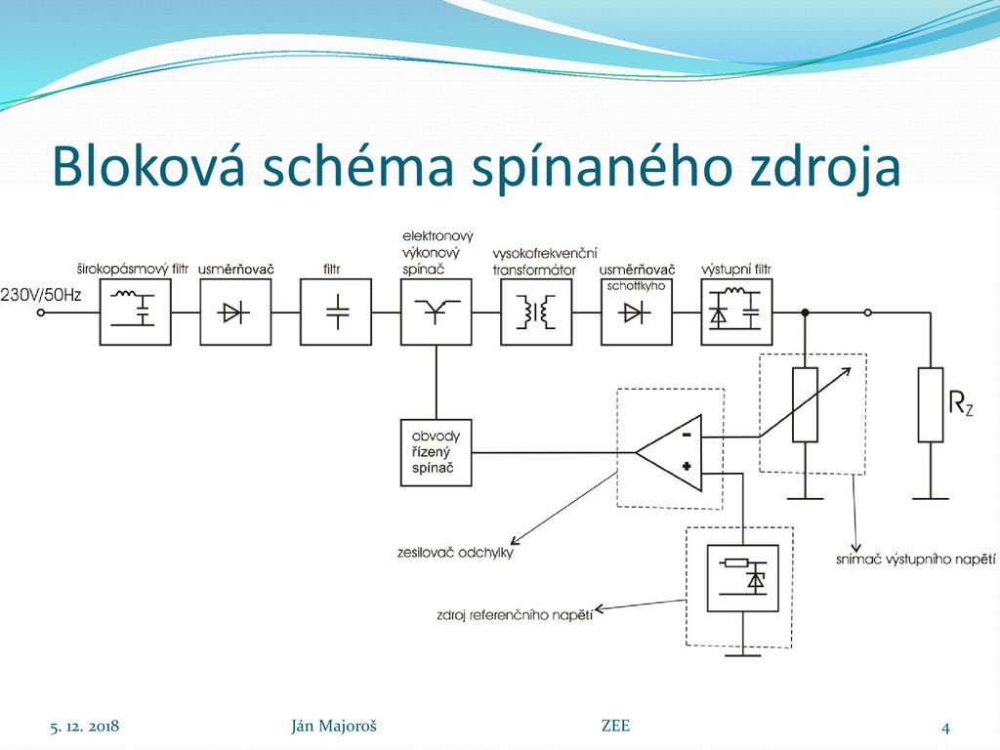 Bloková schéma spínaného zdroja
elektronový
výkonový
spínač
vysokofrekvenční
transformátor
širokopásmový filtr
usměrňovač
filtr
usměrňovač
schottkyho
výstupní filtr
230V/50Hz
RZ
obvody
řízený
spínač
-
+
zesilovač odchylky
snímač výstupního napětí
zdroj referenčního napětí
5. 12. 2018
Ján Majoroš
ZEE
4